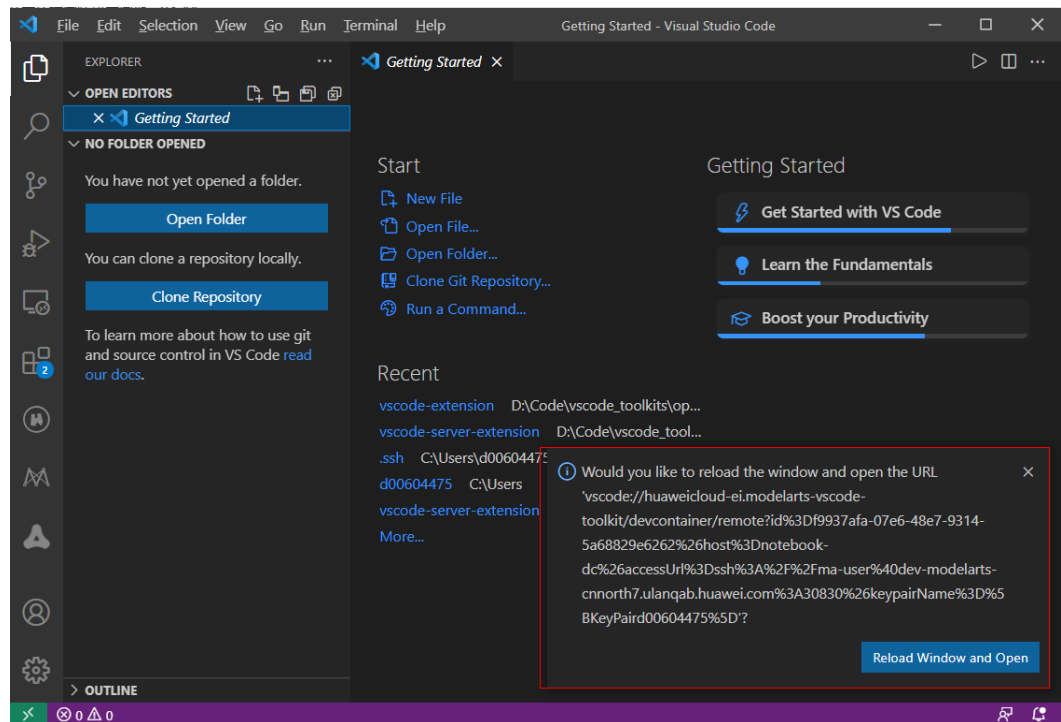 File Edit Selection View Go Run Terminal Help
Getting Started - Visual Studio Code
EXPLORER
Getting Started
OPEN EDITORS
Getting Started
NO FOLDER OPENED
You have not yet opened a folder.
Open Folder
You can clone a repository locally.
Clone Repository
To learn more about how to use git
and source control in VS Code read
our docs.
2
OUTLINE
Start
New File
Open File...
Open Folder...
Clone Git Repository...
Run a Command...
Recent
vscode-extension D:\Code\vscode_toolkits\op...
vscode-server-extension D:\Code\vscode_tool...
.ssh C:\Users\d00604475
d00604475 C:\Users
vscode-server-extension
More...
Getting Started
Get Started with VS Code
Learn the Fundamentals
Boost your Productivity
Would you like to reload the window and open the URL
'vscode://huaweicloud-ei.modelarts-vscode-
toolkit/devcontainer/remote?id%3Df9937afa-07e6-48e7-9314-
5a68829e6262%26host%3Dnotebook-
dc%26accessUrl%3Dssh%3A%2F%2Fma-user%40dev-modelarts-
cnnorth7.ulanqab.huawei.com%3A30830%26keypairName%3D%5
BKeyPaird00604475%5D'?
Reload Window and Open
0 0